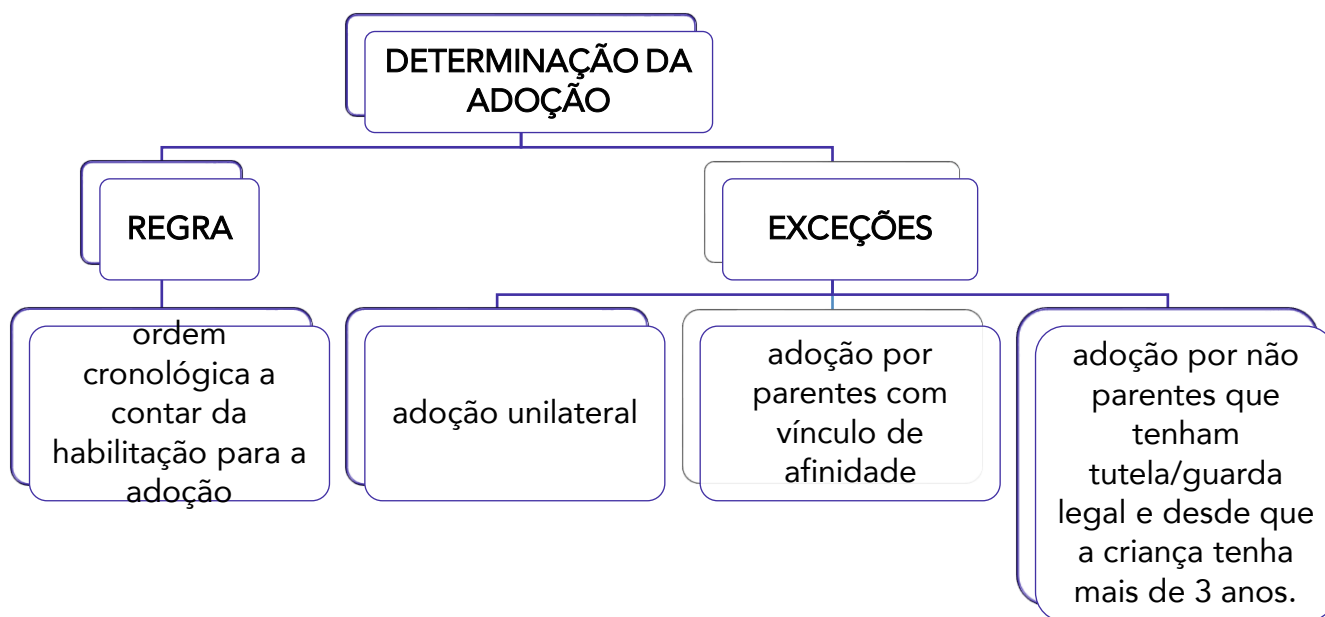 DETERMINAÇÃO DA
ADOÇÃO
REGRA
EXCEÇÕES
ordem
cronológica a
contar da
habilitação para a
adoção
adoção unilateral
adoção por
parentes com
vínculo de
afinidade
adoção por não
parentes que
tenham
tutela/guarda
legal e desde que
a criança tenha
mais de 3 anos.